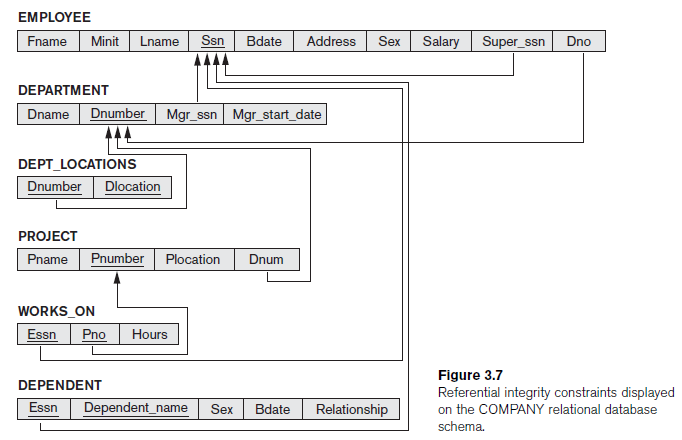 EMPLOYEE
Fname Minit Lname Ssn Bdate Address Sex Salary Super_ssn Dno
DEPARTMENT
Dname Dnumber Mgr_ssn Mgr_start_date
DEPT_LOCATIONS
Dnumber Dlocation
PROJECT
Pname Pnumber Plocation Dnum
WORKS_ON
Essn Pno Hours
DEPENDENT
Essn Dependent_name Sex Bdate Relationship
Figure 3.7
Referential integrity constraints displayed
on the COMPANY relational database
schema.